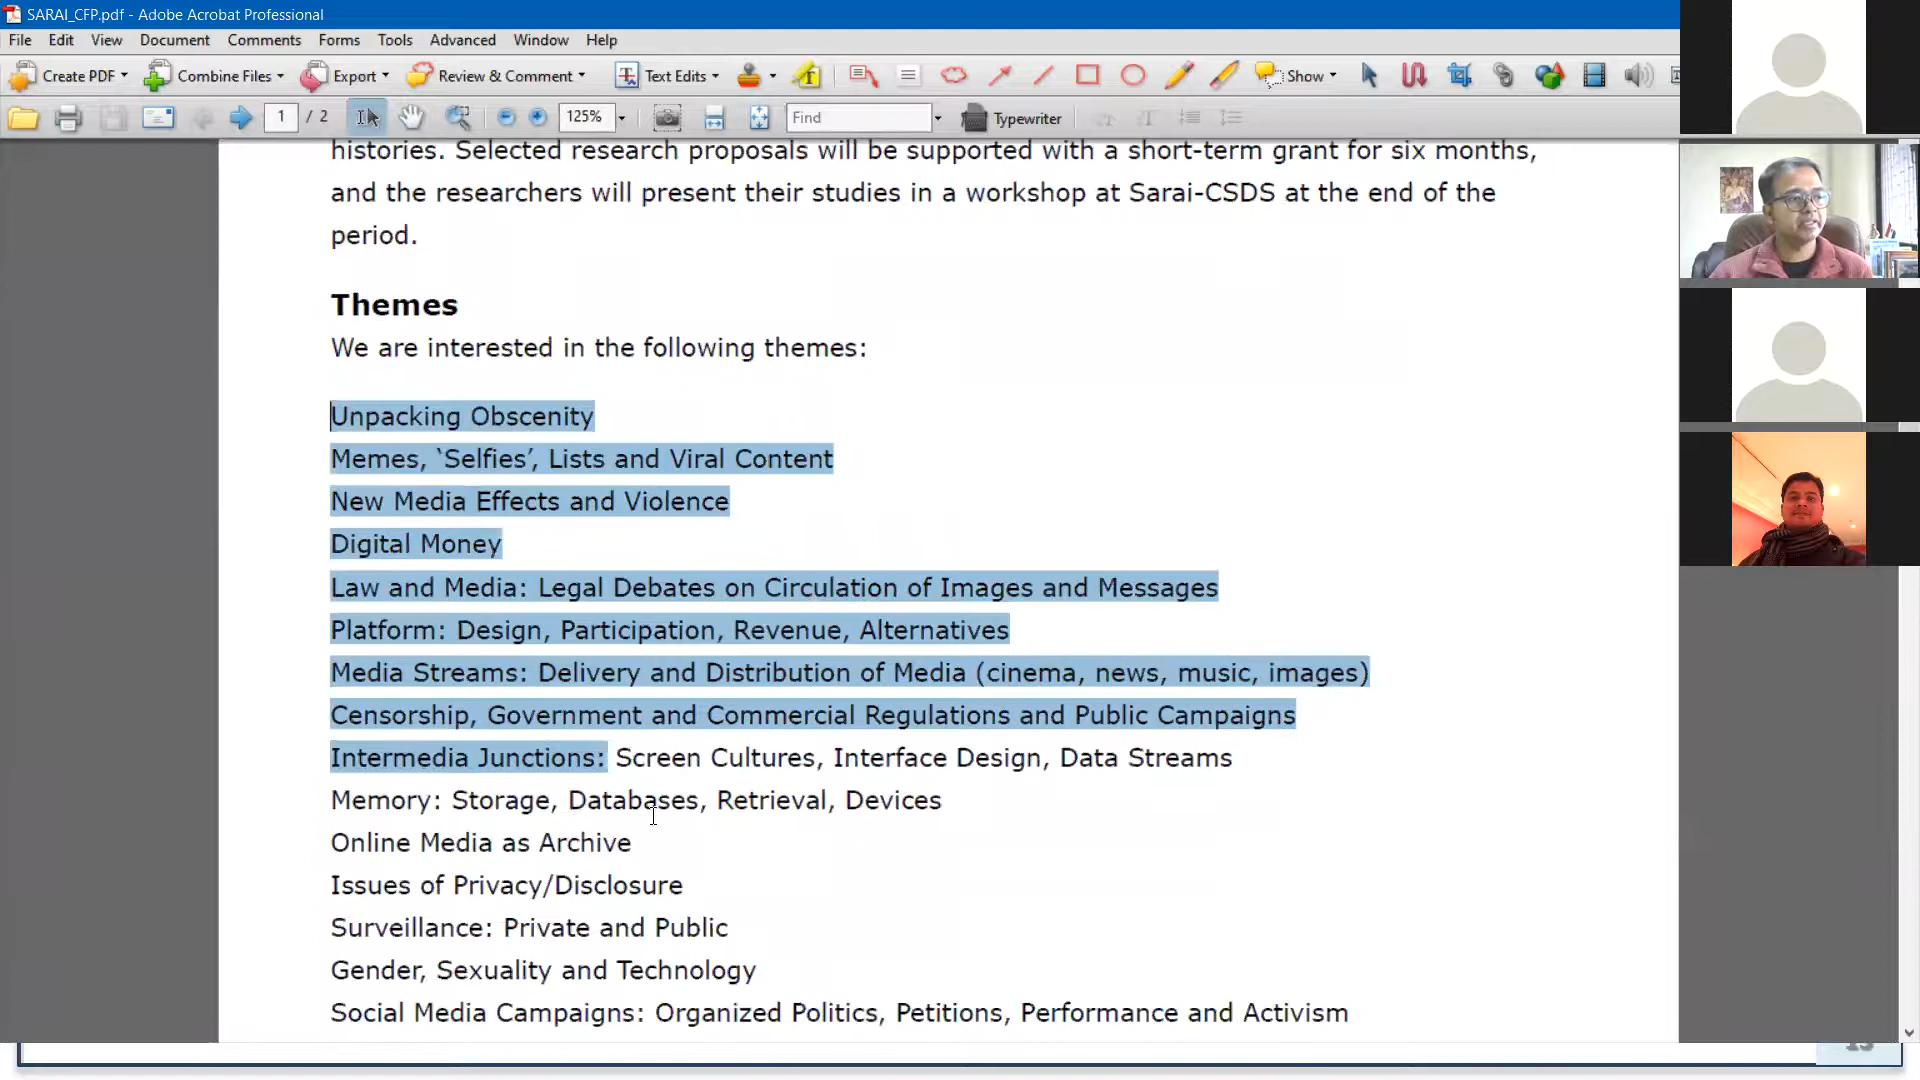 SARAI_CFP.pdf - Adobe Acrobat Professional
File Edit View Document Comments Forms Tools Advanced Window Help
Create PDF Combine Files Export Review & Comment Text Edits Show
1 / 2 125% Find Typewriter
histories. Selected research proposals will be supported with a short-term grant for six months,
and the researchers will present their studies in a workshop at Sarai-CSDS at the end of the
period.
Themes
We are interested in the following themes:
Unpacking Obscenity
Memes, ‘Selfies’, Lists and Viral Content
New Media Effects and Violence
Digital Money
Law and Media: Legal Debates on Circulation of Images and Messages
Platform: Design, Participation, Revenue, Alternatives
Media Streams: Delivery and Distribution of Media (cinema, news, music, images)
Censorship, Government and Commercial Regulations and Public Campaigns
Intermedia Junctions: Screen Cultures, Interface Design, Data Streams
Memory: Storage, Databases, Retrieval, Devices
Online Media as Archive
Issues of Privacy/Disclosure
Surveillance: Private and Public
Gender, Sexuality and Technology
Social Media Campaigns: Organized Politics, Petitions, Performance and Activism